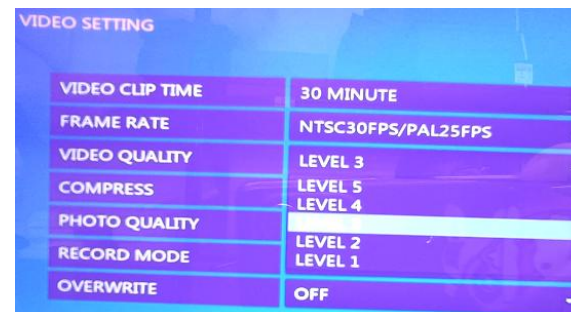 VIDEO SETTING
VIDEO CLIP TIME 30 MINUTE
FRAME RATE NTSC30FPS/PAL25FPS
VIDEO QUALITY LEVEL 3
COMPRESS LEVEL 5
LEVEL 4
PHOTO QUALITY
LEVEL 2
RECORD MODE LEVEL 1
OVERWRITE OFF